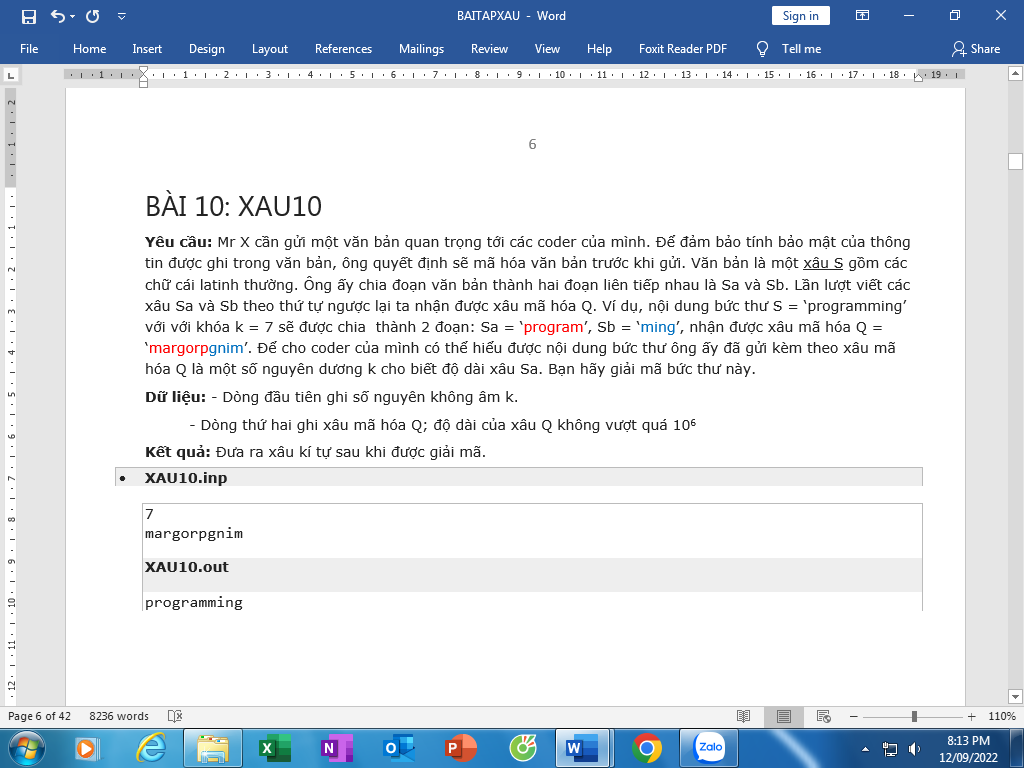 BAITAPXAU - Word
Sign in
File Home Insert Design Layout References Mailings Review View Help Foxit Reader PDF Tell me Share
6
BÀI 10: XAU10
Yêu cầu: Mr X cần gửi một văn bản quan trọng tới các coder của mình. Để đảm bảo tính bảo mật của thông
tin được ghi trong văn bản, ông quyết định sẽ mã hóa văn bản trước khi gửi. Văn bản là một xâu S gồm các
chữ cái latinh thường. Ông ấy chia đoạn văn bản thành hai đoạn liên tiếp nhau là Sa và Sb. Lần lượt viết các
xâu Sa và Sb theo thứ tự ngược lại ta nhận được xâu mã hóa Q. Ví dụ, nội dung bức thư S = ‘programming’
với với khóa k = 7 sẽ được chia thành 2 đoạn: Sa = ‘program’, Sb = ‘ming’, nhận được xâu mã hóa Q =
‘margorpgnim’. Để cho coder của mình có thể hiểu được nội dung bức thư ông ấy đã gửi kèm theo xâu mã
hóa Q là một số nguyên dương k cho biết độ dài xâu Sa. Bạn hãy giải mã bức thư này.
Dữ liệu: - Dòng đầu tiên ghi số nguyên không âm k.
- Dòng thứ hai ghi xâu mã hóa Q; độ dài của xâu Q không vượt quá 10⁶
Kết quả: Đưa ra xâu kí tự sau khi được giải mã.
• XAU10.inp
7
margorpgnim
XAU10.out
programming
Page 6 of 42 8236 words 110%
Zalo
8:13 PM
12/09/2022